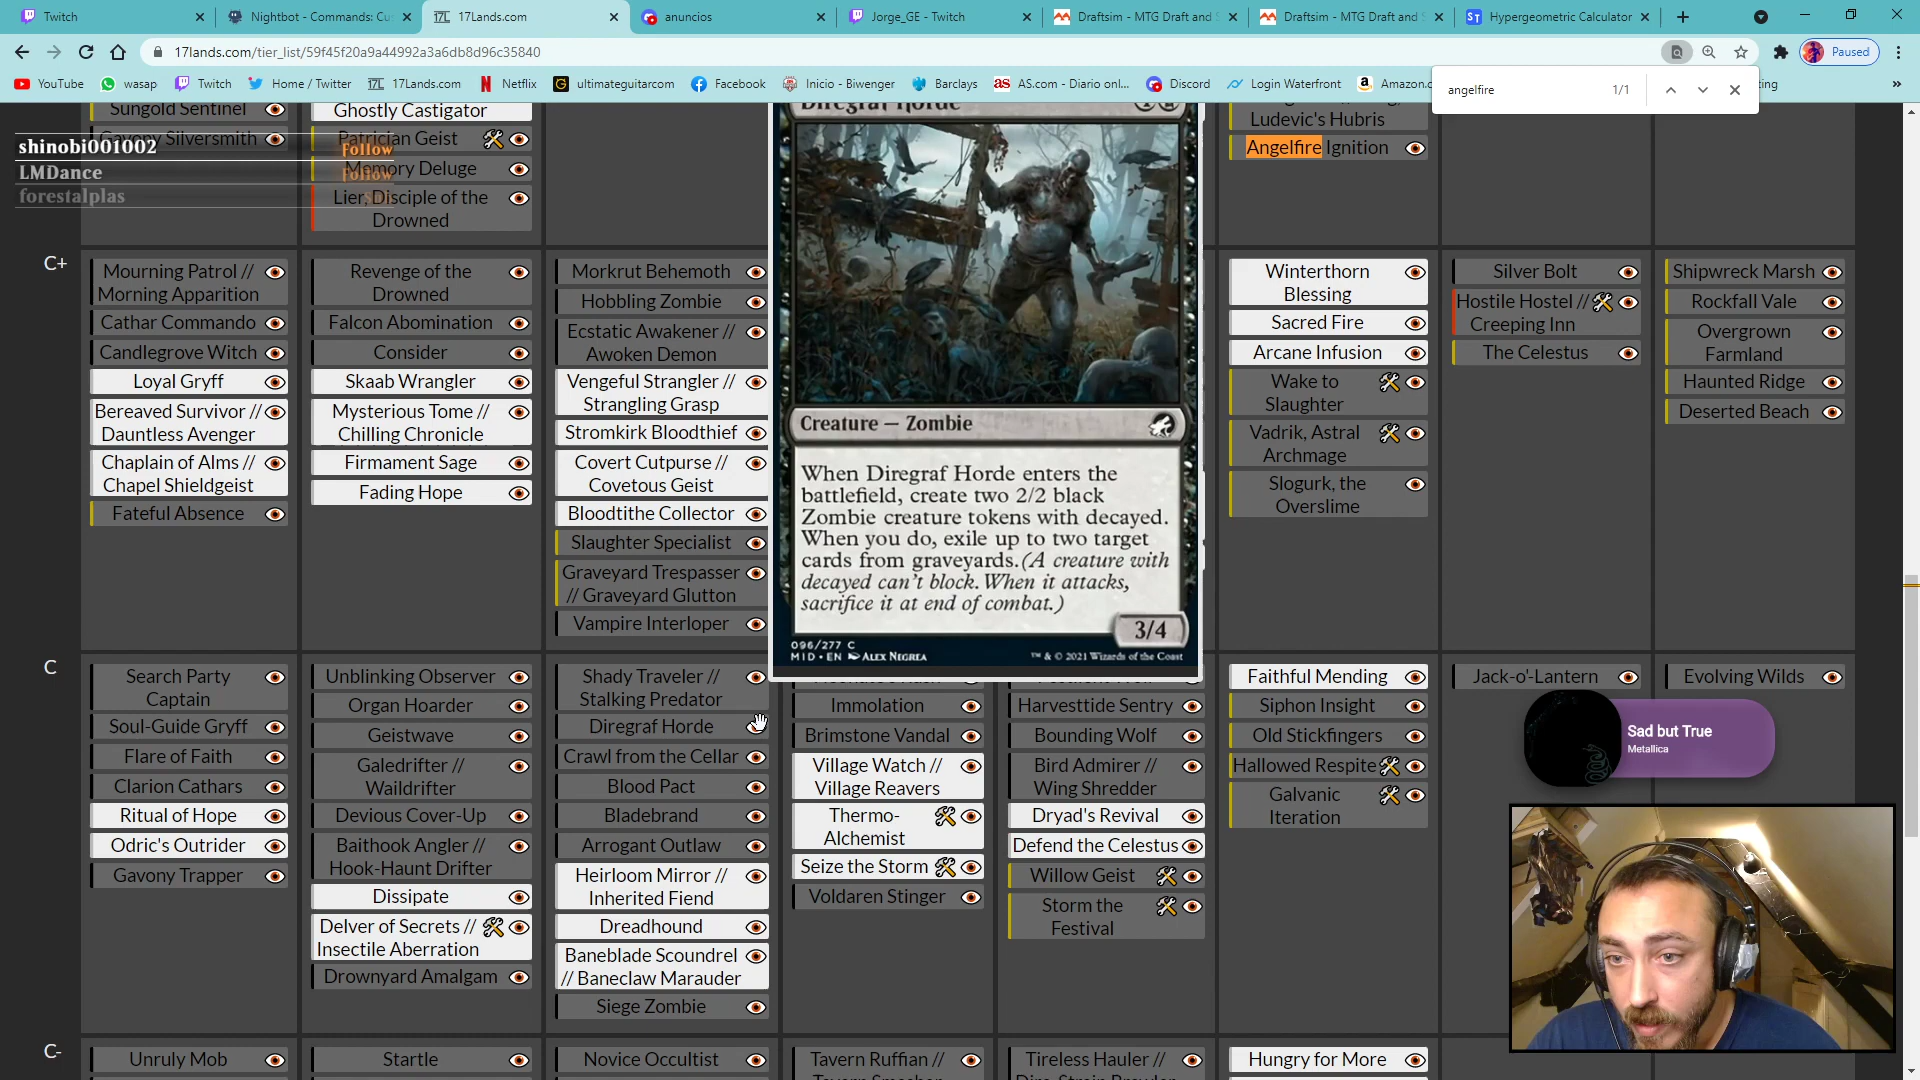 Twitch
Nightbot - Commands: Cu
17Lands.com
anuncios
Jorge_GE - Twitch
Draftsim - MTG Draft and
Draftsim - MTG Draft and
Hypergeometric Calculator
17lands.com/tier_list/59f45f20a9a44992a3a6db8d96c35840
Paused
YouTube
wasap
Twitch
Home / Twitter
17Lands.com
Netflix
ultimateguitarcom
Facebook
Inicio - Biwenger
Barclays
AS.com - Diario onl...
Discord
Login Waterfront
Amazon.c
angelfire
1/1
shinobi001002 Follow
LMDance Follow
forestalplas
Sungold Sentinel
Gavony Silversmith
Ghostly Castigator
Patrician Geist
Memory Deluge
Lier, Disciple of the
Drowned
Ludevic's Hubris
Angelfire Ignition
C+
Mourning Patrol //
Morning Apparition
Cathar Commando
Candlegrove Witch
Loyal Gryff
Bereaved Survivor //
Dauntless Avenger
Chaplain of Alms //
Chapel Shieldgeist
Fateful Absence
Revenge of the
Drowned
Falcon Abomination
Consider
Skaab Wrangler
Mysterious Tome //
Chilling Chronicle
Firmament Sage
Fading Hope
Morkrut Behemoth
Hobbling Zombie
Ecstatic Awakener //
Awoken Demon
Vengeful Strangler //
Strangling Grasp
Stromkirk Bloodthief
Covert Cutpurse //
Covetous Geist
Bloodtithe Collector
Slaughter Specialist
Graveyard Trespasser
// Graveyard Glutton
Vampire Interloper
Diregraf Horde
Creature — Zombie
When Diregraf Horde enters the
battlefield, create two 2/2 black
Zombie creature tokens with decayed.
When you do, exile up to two target
cards from graveyards.(A creature with
decayed can't block. When it attacks,
sacrifice it at end of combat.)
3/4
096/277 C
MID • EN Alex Negrea
™ & © 2021 Wizards of the Coast
Winterthorn
Blessing
Sacred Fire
Arcane Infusion
Wake to
Slaughter
Vadrik, Astral
Archmage
Slogurk, the
Overslime
Silver Bolt
Hostile Hostel //
Creeping Inn
The Celestus
Shipwreck Marsh
Rockfall Vale
Overgrown
Farmland
Haunted Ridge
Deserted Beach
C
Search Party
Captain
Soul-Guide Gryff
Flare of Faith
Clarion Cathars
Ritual of Hope
Odric's Outrider
Gavony Trapper
Unblinking Observer
Organ Hoarder
Geistwave
Galedrifter //
Waildrifter
Devious Cover-Up
Baithook Angler //
Hook-Haunt Drifter
Dissipate
Delver of Secrets //
Insectile Aberration
Drownyard Amalgam
Shady Traveler //
Stalking Predator
Diregraf Horde
Crawl from the Cellar
Blood Pact
Bladebrand
Arrogant Outlaw
Heirloom Mirror //
Inherited Fiend
Dreadhound
Baneblade Scoundrel
// Baneclaw Marauder
Siege Zombie
Immolation
Brimstone Vandal
Village Watch //
Village Reavers
Thermo-
Alchemist
Seize the Storm
Voldaren Stinger
Harvesttide Sentry
Bounding Wolf
Bird Admirer //
Wing Shredder
Dryad's Revival
Defend the Celestus
Willow Geist
Storm the
Festival
Faithful Mending
Siphon Insight
Old Stickfingers
Hallowed Respite
Galvanic
Iteration
Jack-o'-Lantern
Evolving Wilds
Sad but True
Metallica
C-
Unruly Mob
Startle
Novice Occultist
Tavern Ruffian //
Tireless Hauler //
Hungry for More